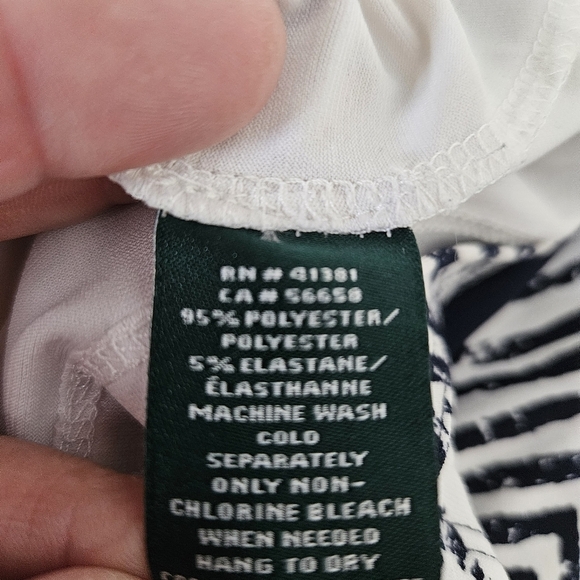 RN # 41381
CA # 56658
95% POLYESTER/
POLYESTER
5% ELASTANE/
ÉLASTHANNE
MACHINE WASH
COLD
SEPARATELY
ONLY NON-
CHLORINE BLEACH
WHEN NEEDED
HANG TO DRY